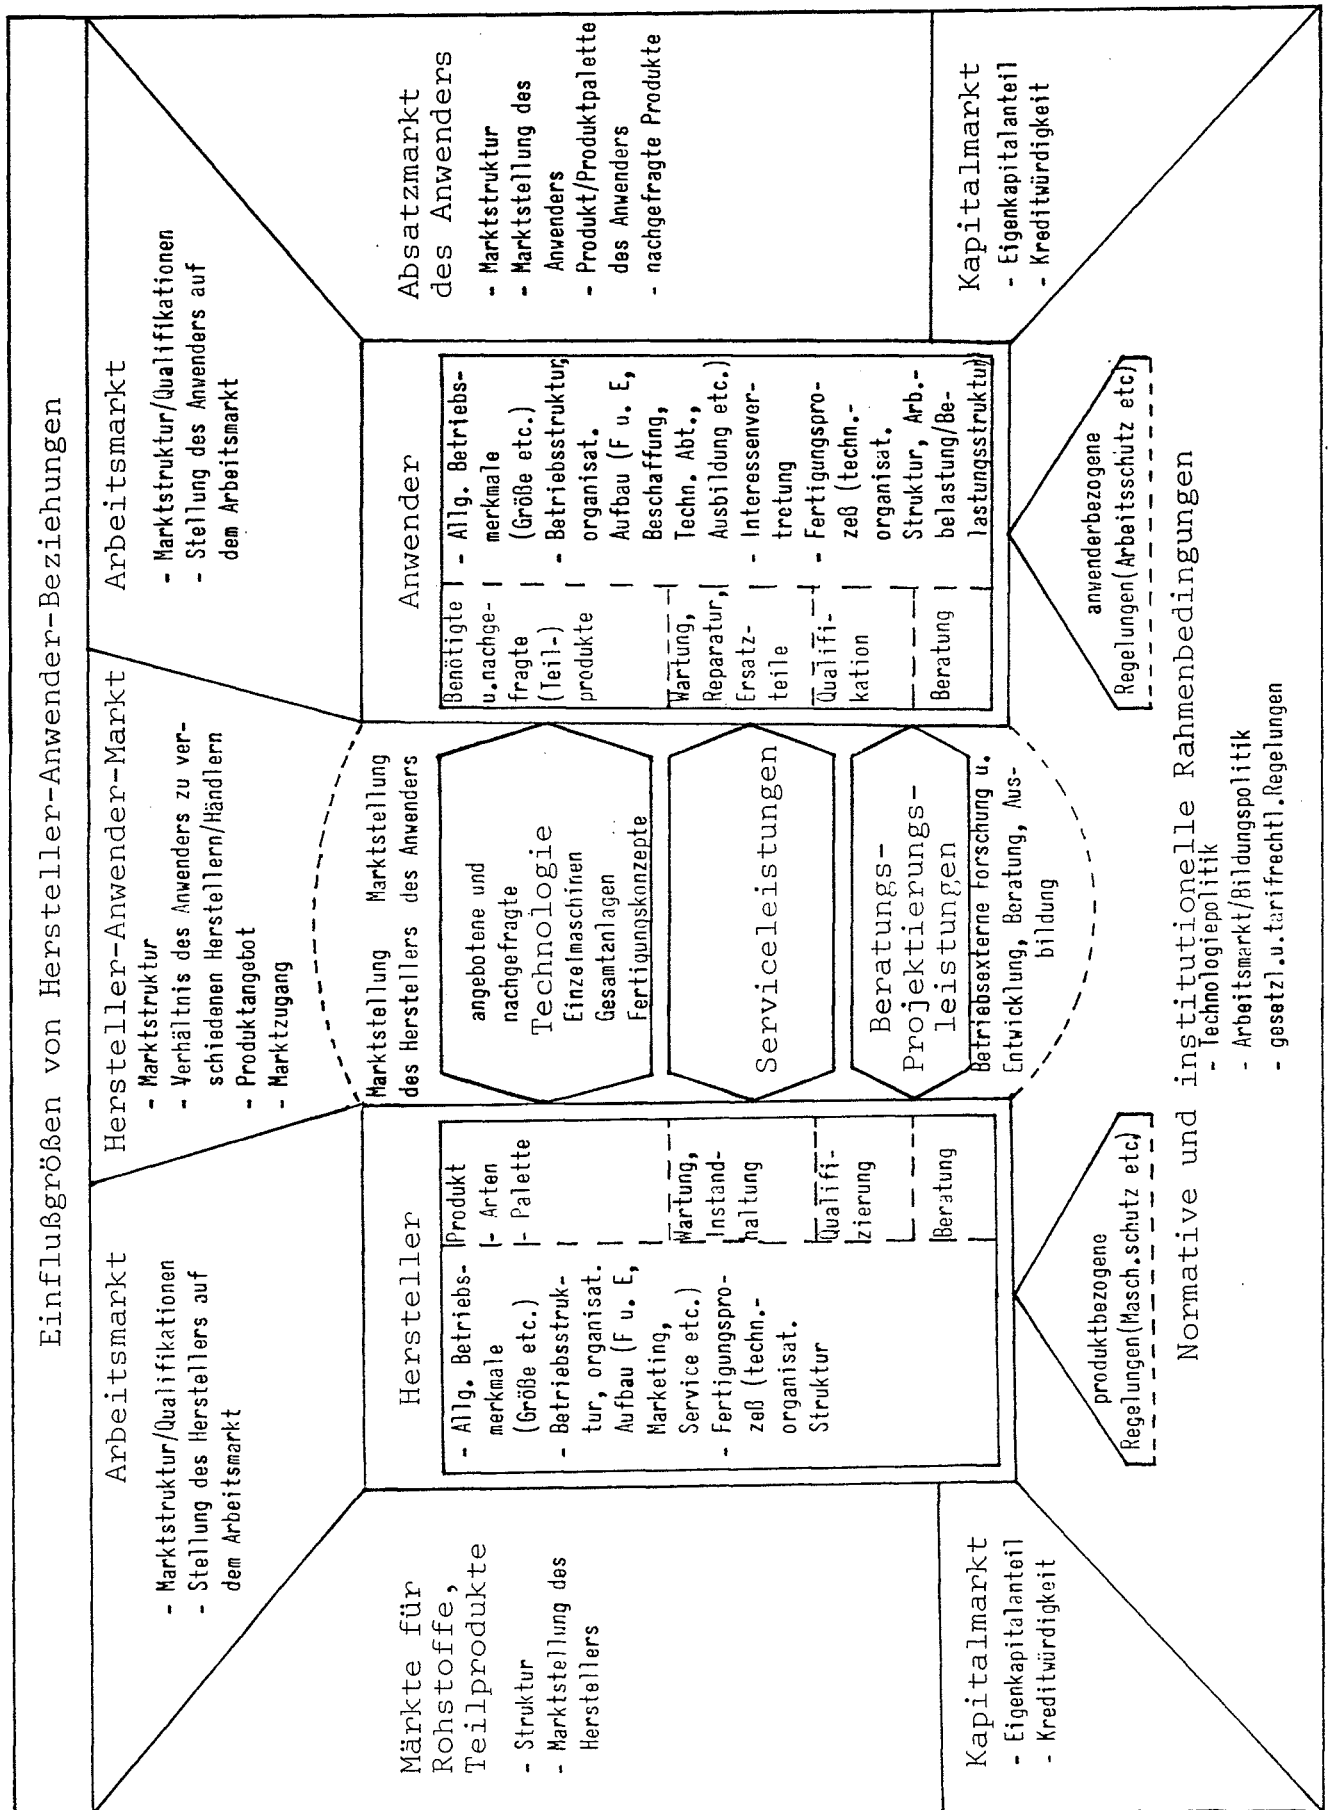 Einflußgrößen von Hersteller-Anwender-Beziehungen
Arbeitsmarkt
- Marktstruktur/Qualifikationen
- Stellung des Herstellers auf
dem Arbeitsmarkt
Hersteller-Anwender-Markt
- Marktstruktur
- Verhältnis des Anwenders zu ver-
schiedenen Herstellern/Händlern
- Produktangebot
- Marktzugang
Arbeitsmarkt
- Marktstruktur/Qualifikationen
- Stellung des Anwenders auf
dem Arbeitsmarkt
Märkte für
Rohstoffe,
Teilprodukte
- Struktur
- Marktstellung des
Herstellers
Kapitalmarkt
- Eigenkapitalanteil
- Kreditwürdigkeit
Hersteller
- Allg. Betriebs-
merkmale
(Größe etc.)
- Betriebsstruk-
tur, organisat.
Aufbau (F u. E,
Marketing,
Service etc.)
- Fertigungspro-
zeß (techn.-
organisat.
Struktur
Produkt
- Arten
- Palette
Wartung,
Instand-
haltung
Qualifi-
zierung
Beratung
Marktstellung
des Herstellers
Marktstellung
des Anwenders
angebotene und
nachgefragte
Technologie
Einzelmaschinen
Gesamtanlagen
Fertigungskonzepte
Serviceleistungen
Beratungs-
Projektierungs-
leistungen
Betriebsexterne Forschung u.
Entwicklung, Beratung, Aus-
bildung
Anwender
Benötigte
u.nachge-
fragte
(Teil-)
produkte
Wartung,
Reparatur,
Ersatz-
teile
Qualifi-
kation
Beratung
- Allg. Betriebs-
merkmale
(Größe etc.)
- Betriebsstruktur,
organisat.
Aufbau (F u. E,
Beschaffung,
Techn. Abt.,
Ausbildung etc.)
- Interessenver-
tretung
- Fertigungspro-
zeß (techn.-
organisat.
Struktur, Arb.-
belastung/Be-
lastungsstruktur)
Absatzmarkt
des Anwenders
- Marktstruktur
- Marktstellung des
Anwenders
- Produkt/Produktpalette
des Anwenders
- nachgefragte Produkte
Kapitalmarkt
- Eigenkapitalanteil
- Kreditwürdigkeit
produktbezogene
Regelungen(Masch.schutz etc)
anwenderbezogene
Regelungen(Arbeitsschutz etc)
Normative und institutionelle Rahmenbedingungen
- Technologiepolitik
- Arbeitsmarkt/Bildungspolitik
- gesetzl.u.tarifrechtl.Regelungen